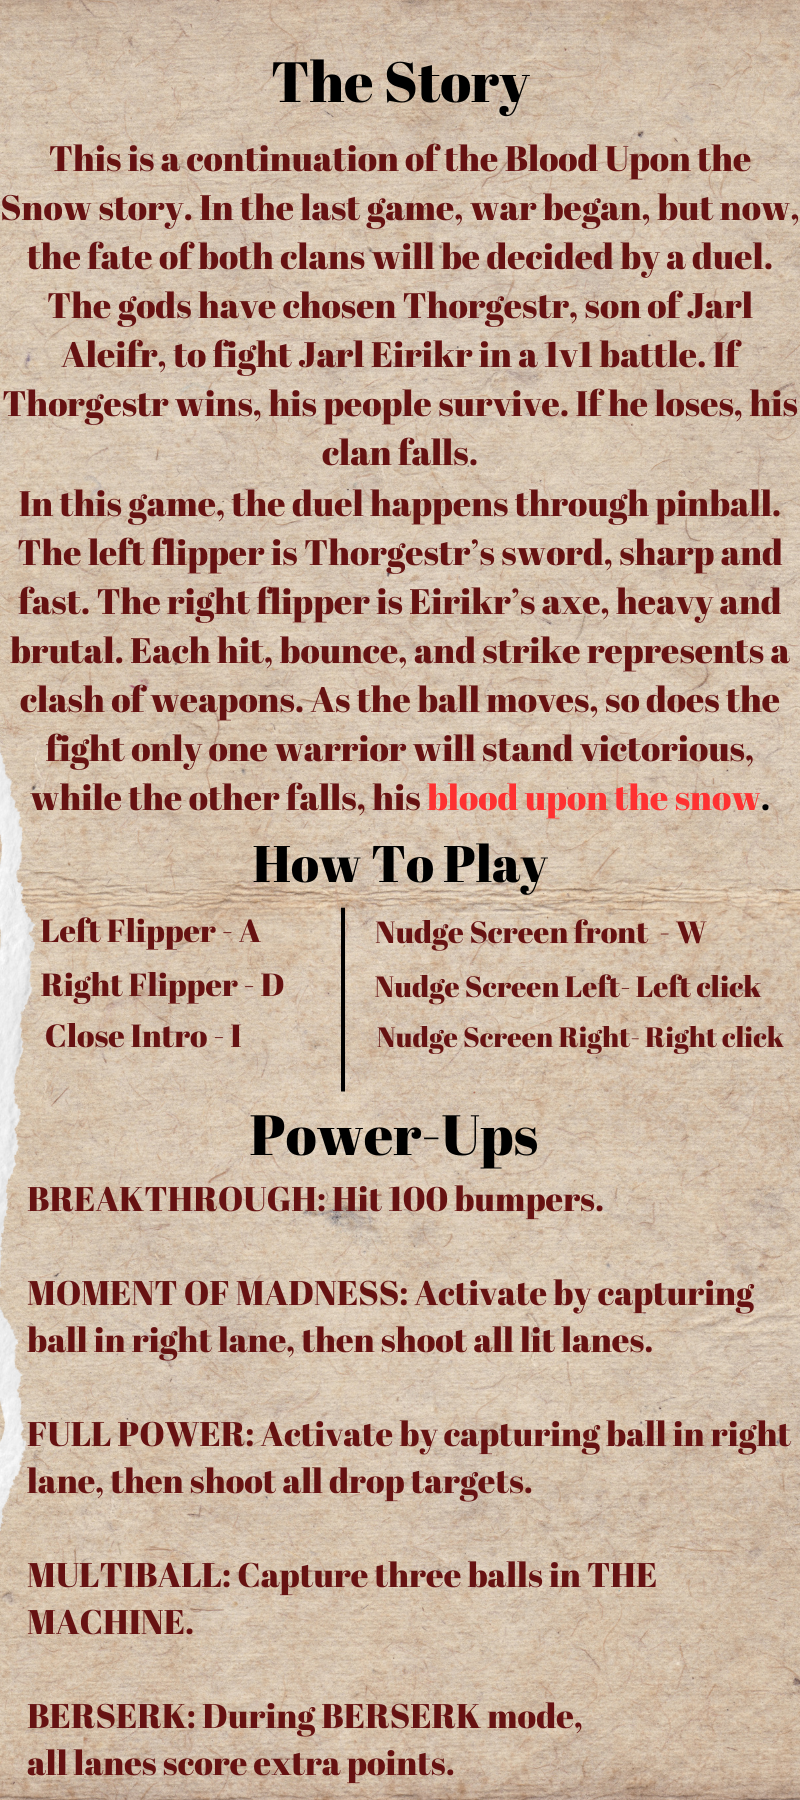 The Story
This is a continuation of the Blood Upon the
Snow story. In the last game, war began, but now,
the fate of both clans will be decided by a duel.
The gods have chosen Thorgestr, son of Jarl
Aleifr, to fight Jarl Eirikr in a 1v1 battle. If
Thorgestr wins, his people survive. If he loses, his
clan falls.
In this game, the duel happens through pinball.
The left flipper is Thorgestr’s sword, sharp and
fast. The right flipper is Eirikr’s axe, heavy and
brutal. Each hit, bounce, and strike represents a
clash of weapons. As the ball moves, so does the
fight only one warrior will stand victorious,
while the other falls, his blood upon the snow.
How To Play
Left Flipper - A
Right Flipper - D
Close Intro - I
Nudge Screen front - W
Nudge Screen Left- Left click
Nudge Screen Right- Right click
Power-Ups
BREAKTHROUGH: Hit 100 bumpers.
MOMENT OF MADNESS: Activate by capturing
ball in right lane, then shoot all lit lanes.
FULL POWER: Activate by capturing ball in right
lane, then shoot all drop targets.
MULTIBALL: Capture three balls in THE
MACHINE.
BERSERK: During BERSERK mode,
all lanes score extra points.